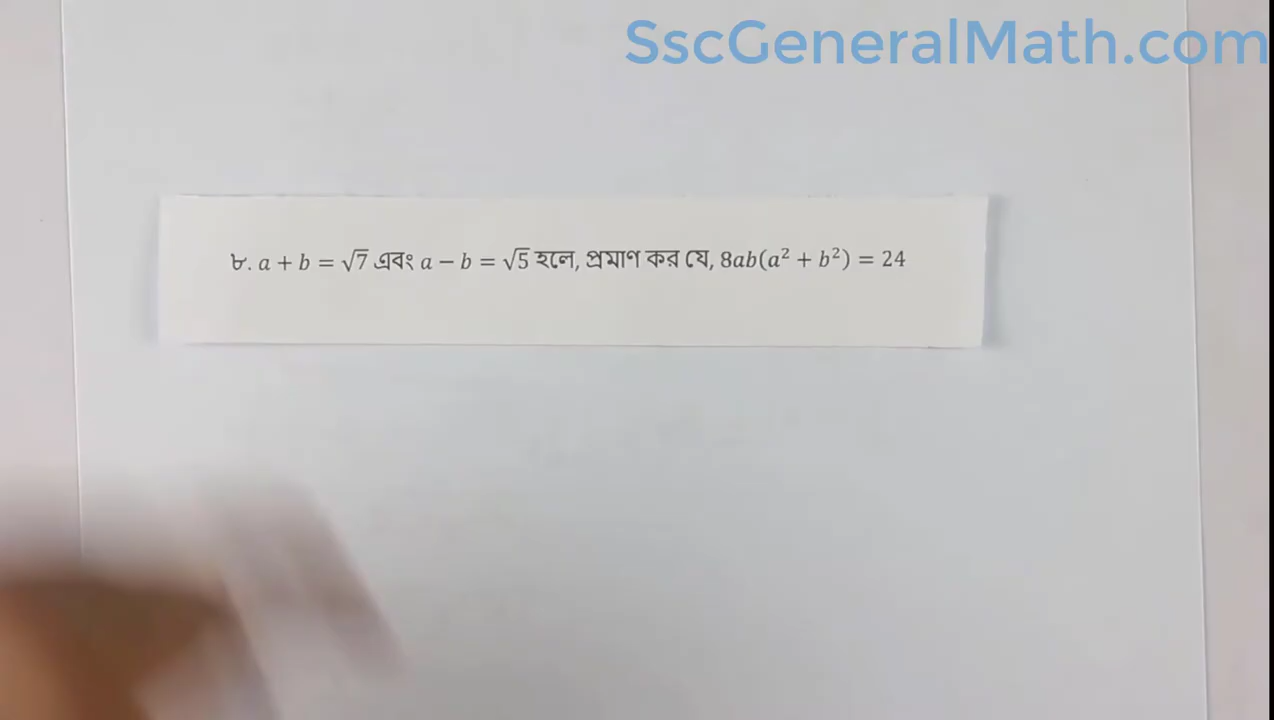 SscGeneralMath.com
৮. a + b = √7 এবং a − b = √5 হলে, প্রমাণ কর যে, 8ab(a² + b²) = 24